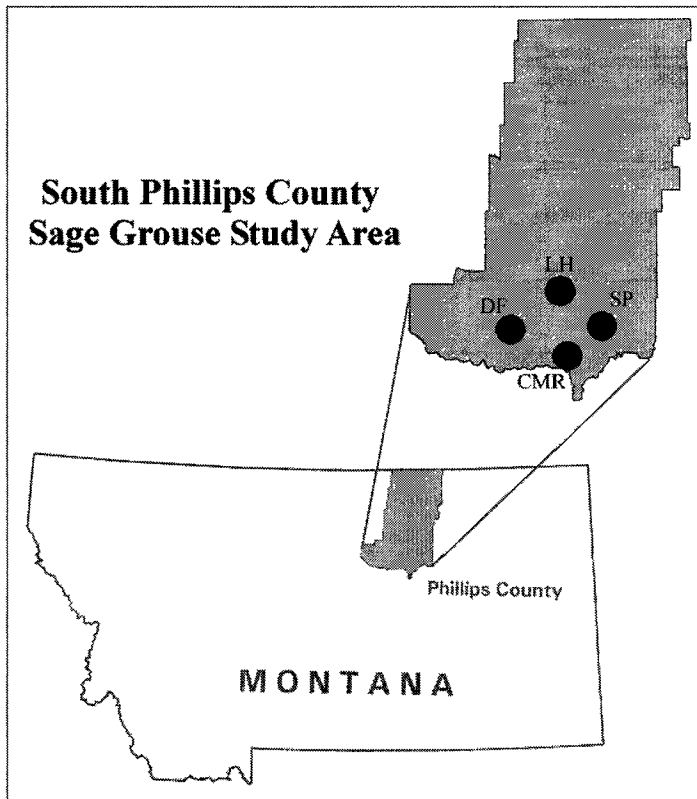 South Phillips County
Sage Grouse Study Area
LH
DF
SP
CMR
Phillips County
MONTANA